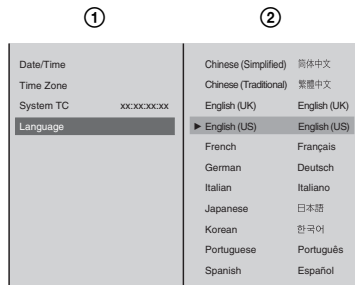 1 2
Date/Time
Time Zone
System TC xx:xx:xx:xx
Language
Chinese (Simplified) 简体中文
Chinese (Traditional) 繁體中文
English (UK) English (UK)
▶ English (US) English (US)
French Français
German Deutsch
Italian Italiano
Japanese 日本語
Korean 한국어
Portuguese Português
Spanish Español